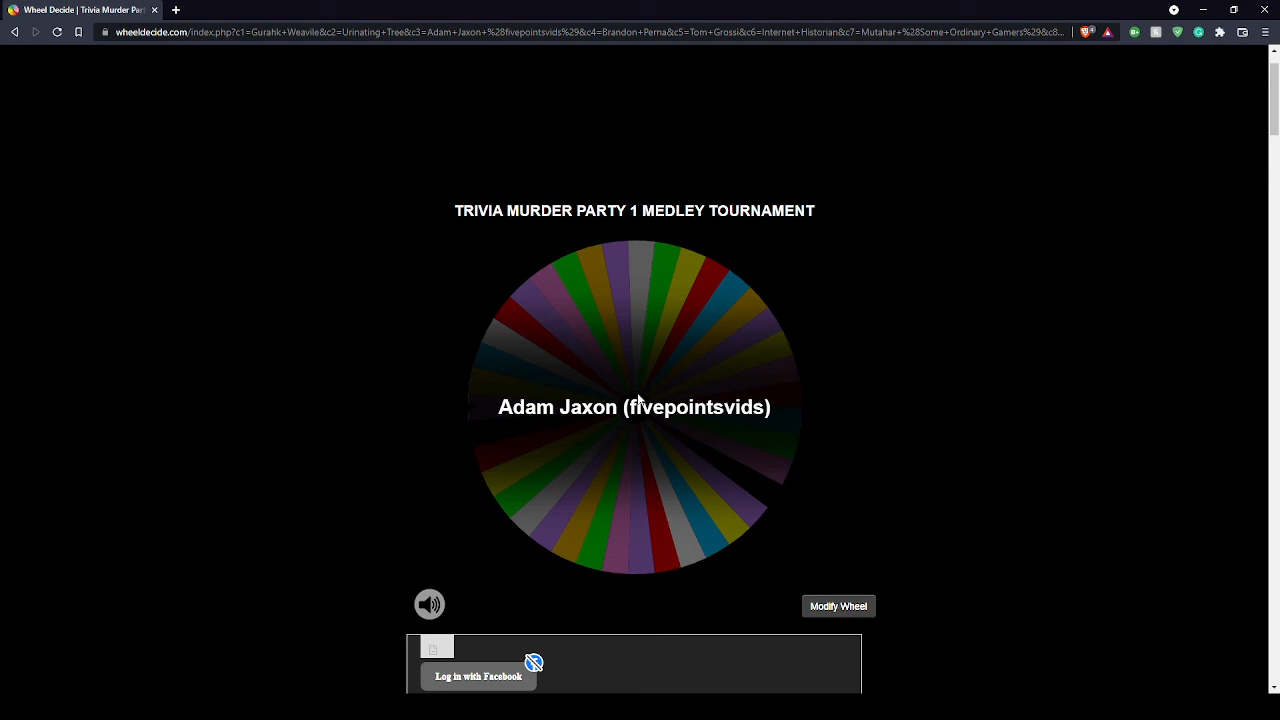 Wheel Decide | Trivia Murder Par
wheeldecide.com/index.php?c1=Gurahk+Weavile&c2=Urinating+Tree&c3=Adam+Jaxon+%28fivepointsvids%29&c4=Brandon+Perna&c5=Tom+Grossi&c6=Internet+Historian&c7=Mutahar+%28Some+Ordinary+Gamers%29&c8...
TRIVIA MURDER PARTY 1 MEDLEY TOURNAMENT
Adam Jaxon (fivepointsvids)
Modify Wheel
Log in with Facebook